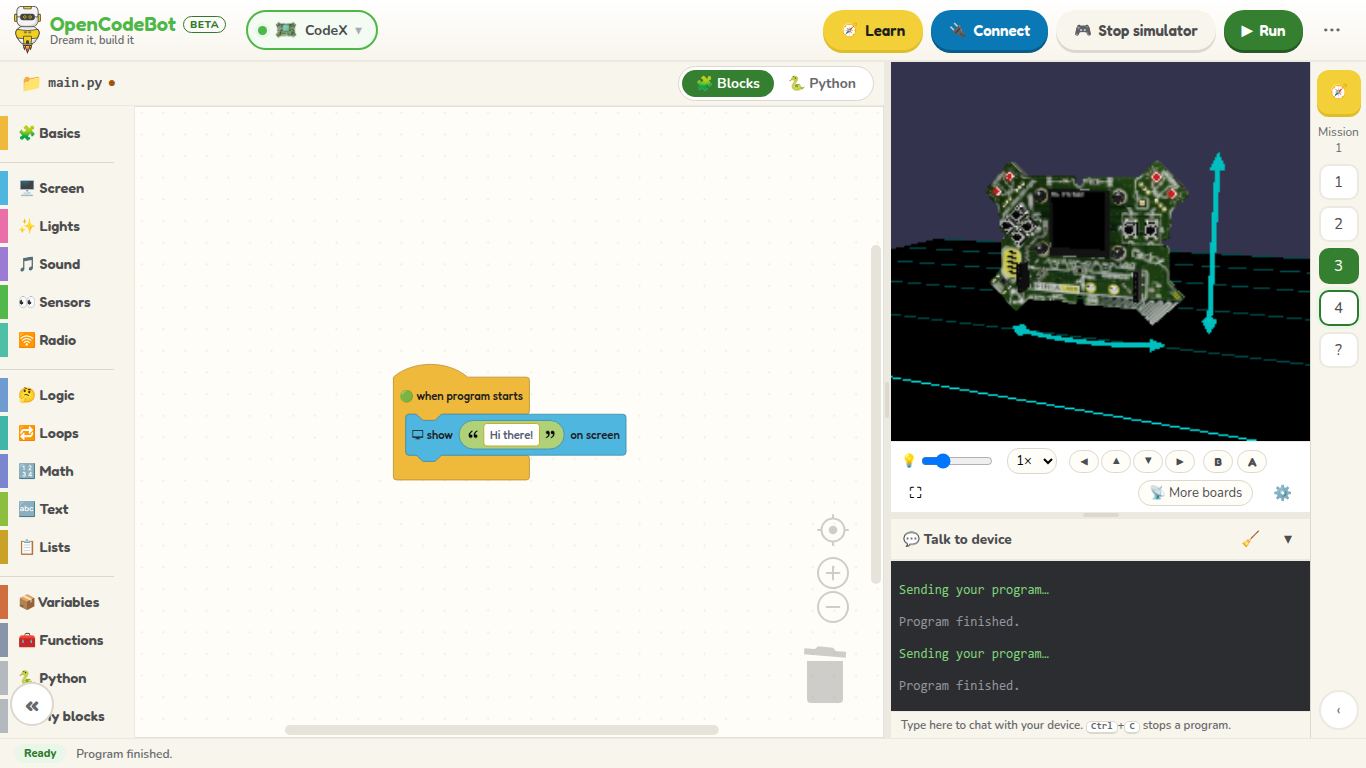 OpenCodeBot BETA
Dream it, build it
CodeX
Learn
Connect
Stop simulator
Run
main.py
Blocks
Python
Basics
Screen
Lights
Sound
Sensors
Radio
Logic
Loops
Math
Text
Lists
Variables
Functions
Python
y blocks
when program starts
show “ Hi there! ” on screen
1×
B
A
More boards
Talk to device
Sending your program…
Program finished.
Sending your program…
Program finished.
Type here to chat with your device. Ctrl + C stops a program.
Mission
1
1
2
3
4
?
Ready
Program finished.